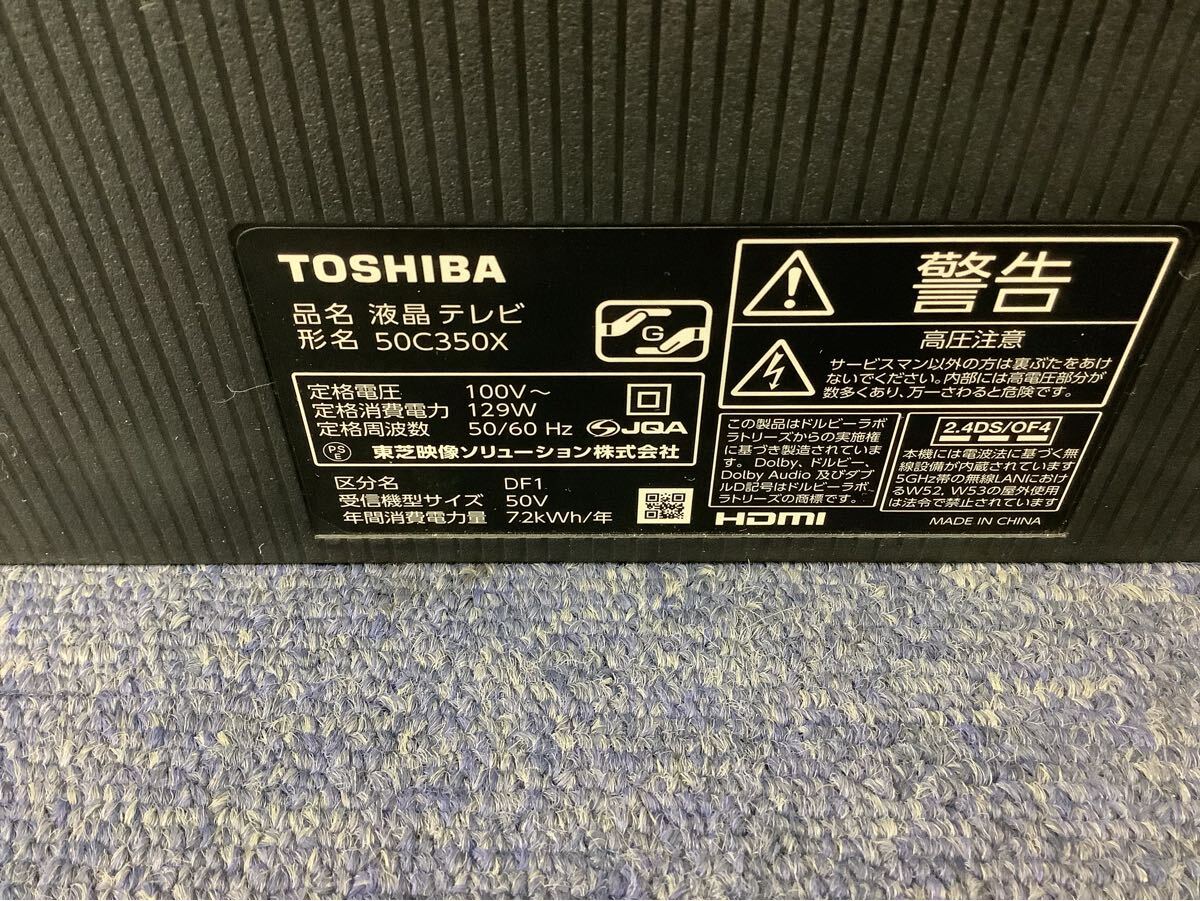 TOSHIBA
品名 液晶テレビ
形名 50C350X
G
定格電圧 100V～
定格消費電力 129W
定格周波数 50/60 Hz
JQA
PSE 東芝映像ソリューション株式会社
区分名 DF1
受信機型サイズ 50V
年間消費電力量 72kWh/年
警告
高圧注意
サービスマン以外の方は裏ぶたをあけ
ないでください。内部には高電圧部分が
数多くあり、万一さわると危険です。
この製品はドルビーラボ
ラトリーズからの実施権
に基づき製造されていま
す。Dolby、ドルビー、
Dolby Audio 及びダブ
ルD記号はドルビーラボ
ラトリーズの商標です。
HDMI
2.4DS/OF4
本機には電波法に基づく無
線設備が内蔵されています
5GHz帯の無線LANにおけ
るW52, W53の屋外使用
は法令で禁止されています
MADE IN CHINA